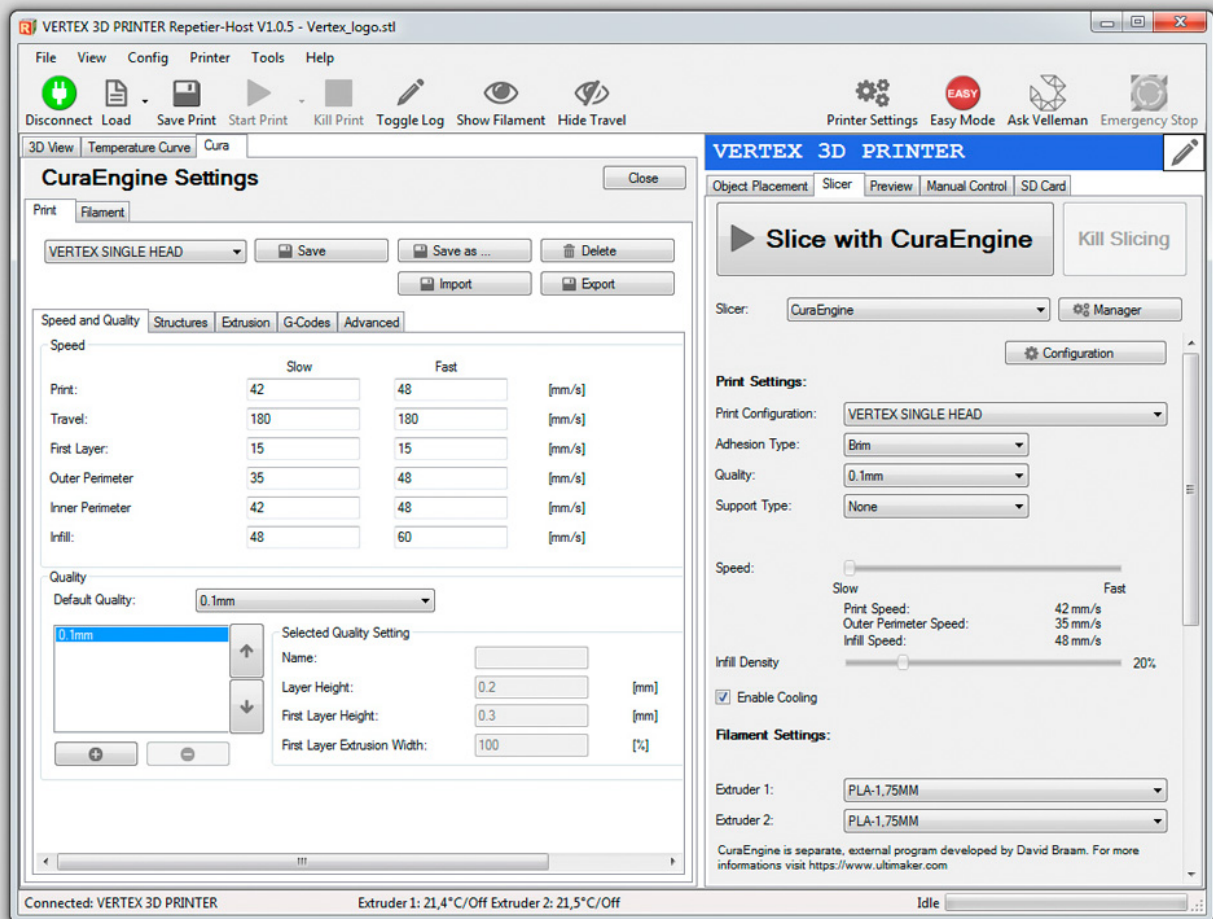 VERTEX 3D PRINTER Repetier-Host V1.0.5 - Vertex_logo.stl
File View Config Printer Tools Help
Disconnect Load Save Print Start Print Kill Print Toggle Log Show Filament Hide Travel Printer Settings EASY Easy Mode Ask Velleman Emergency Stop
3D View Temperature Curve Cura
CuraEngine Settings Close
Print Filament
VERTEX SINGLE HEAD Save Save as ... Delete
Import Export
Speed and Quality Structures Extrusion G-Codes Advanced
Speed
Slow Fast
Print: 42 48 [mm/s]
Travel: 180 180 [mm/s]
First Layer: 15 15 [mm/s]
Outer Perimeter 35 48 [mm/s]
Inner Perimeter 42 48 [mm/s]
Infill: 48 60 [mm/s]
Quality
Default Quality: 0.1mm
0.1mm
Selected Quality Setting
Name:
Layer Height: 0.2 [mm]
First Layer Height: 0.3 [mm]
First Layer Extrusion Width: 100 [%]
VERTEX 3D PRINTER
Object Placement Slicer Preview Manual Control SD Card
Slice with CuraEngine Kill Slicing
Slicer: CuraEngine Manager
Configuration
Print Settings:
Print Configuration: VERTEX SINGLE HEAD
Adhesion Type: Brim
Quality: 0.1mm
Support Type: None
Speed:
Slow Fast
Print Speed: 42 mm/s
Outer Perimeter Speed: 35 mm/s
Infill Speed: 48 mm/s
Infill Density 20%
Enable Cooling
Filament Settings:
Extruder 1: PLA-1,75MM
Extruder 2: PLA-1,75MM
CuraEngine is separate, external program developed by David Braam. For more
informations visit https://www.ultimaker.com
Connected: VERTEX 3D PRINTER Extruder 1: 21,4°C/Off Extruder 2: 21,5°C/Off Idle